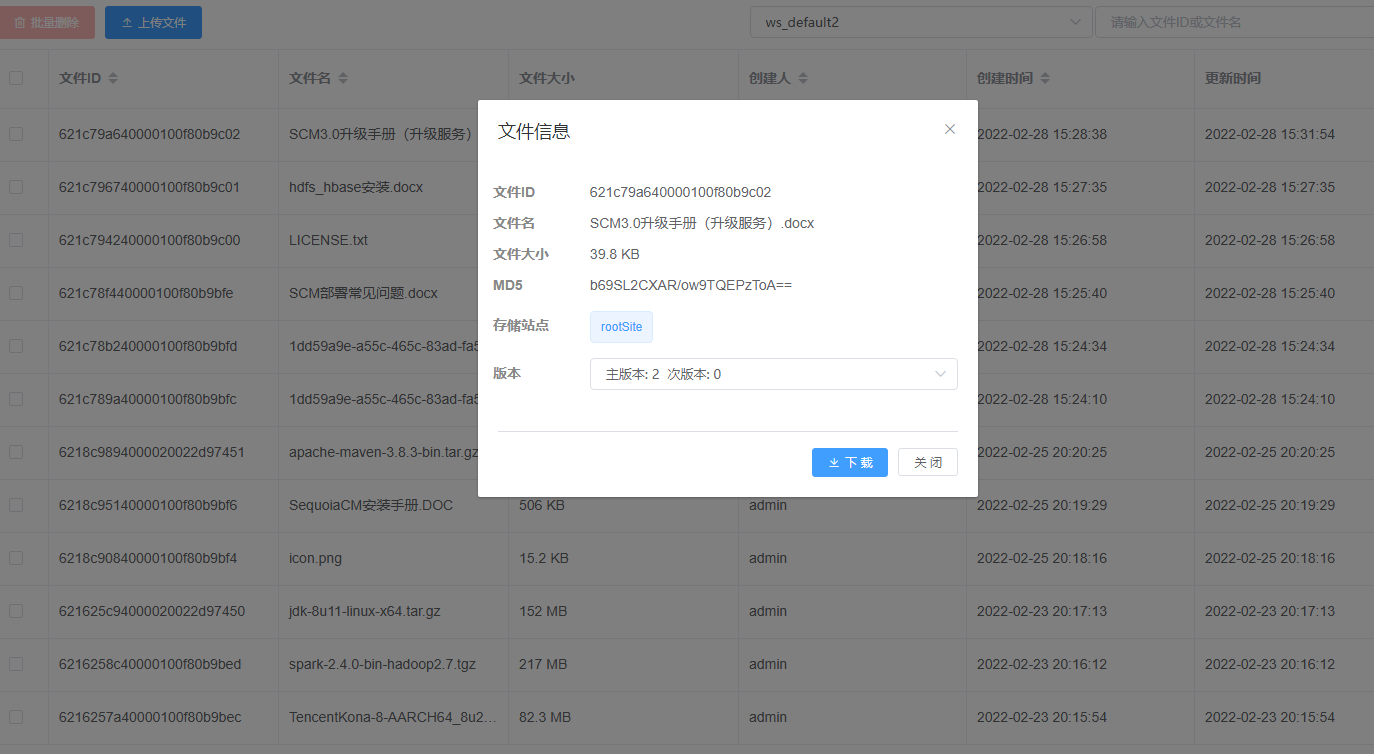 批量删除 上传文件 ws_default2 请输入文件ID或文件名
文件ID 文件名 文件大小 创建人 创建时间 更新时间
621c79a640000100f80b9c02 SCM3.0升级手册（升级服务） 2022-02-28 15:28:38 2022-02-28 15:31:54
621c796740000100f80b9c01 hdfs_hbase安装.docx 2022-02-28 15:27:35 2022-02-28 15:27:35
621c794240000100f80b9c00 LICENSE.txt 2022-02-28 15:26:58 2022-02-28 15:26:58
621c78f440000100f80b9bfe SCM部署常见问题.docx 2022-02-28 15:25:40 2022-02-28 15:25:40
621c78b240000100f80b9bfd 1dd59a9e-a55c-465c-83ad-fa5 2022-02-28 15:24:34 2022-02-28 15:24:34
621c789a40000100f80b9bfc 1dd59a9e-a55c-465c-83ad-fa5 2022-02-28 15:24:10 2022-02-28 15:24:10
6218c9894000020022d97451 apache-maven-3.8.3-bin.tar.gz 2022-02-25 20:20:25 2022-02-25 20:20:25
6218c95140000100f80b9bf6 SequoiaCM安装手册.DOC 506 KB admin 2022-02-25 20:19:29 2022-02-25 20:19:29
6218c90840000100f80b9bf4 icon.png 15.2 KB admin 2022-02-25 20:18:16 2022-02-25 20:18:16
621625c94000020022d97450 jdk-8u11-linux-x64.tar.gz 152 MB admin 2022-02-23 20:17:13 2022-02-23 20:17:13
6216258c40000100f80b9bed spark-2.4.0-bin-hadoop2.7.tgz 217 MB admin 2022-02-23 20:16:12 2022-02-23 20:16:12
6216257a40000100f80b9bec TencentKona-8-AARCH64_8u2... 82.3 MB admin 2022-02-23 20:15:54 2022-02-23 20:15:54
文件信息
文件ID 621c79a640000100f80b9c02
文件名 SCM3.0升级手册（升级服务）.docx
文件大小 39.8 KB
MD5 b69SL2CXAR/ow9TQEPzToA==
存储站点 rootSite
版本 主版本: 2 次版本: 0
下载 关闭